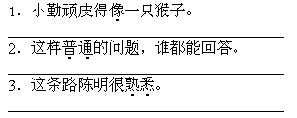 1. 小勤顽皮得像一只猴子。
2. 这样普通的问题，谁都能回答。
3. 这条路陈明很熟悉。